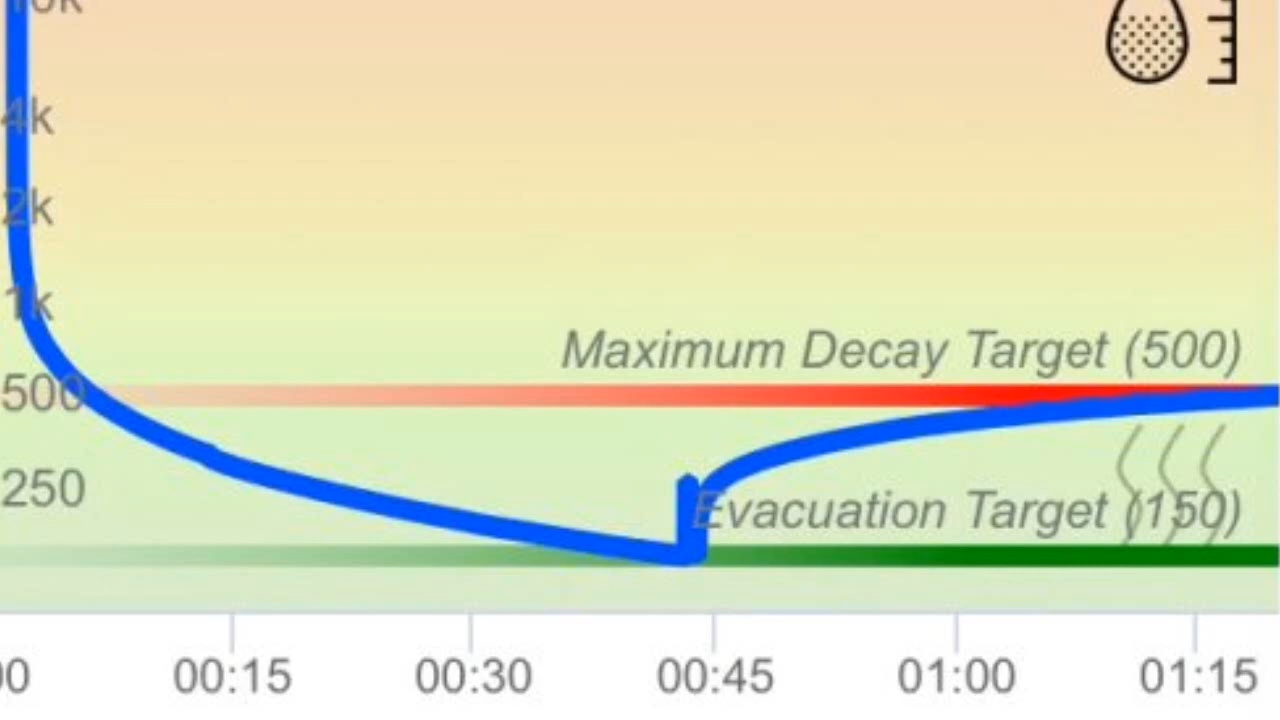 4k
2k
1k
Maximum Decay Target (500)
500
250
Evacuation Target (150)
00:15
00:30
00:45
01:00
01:15